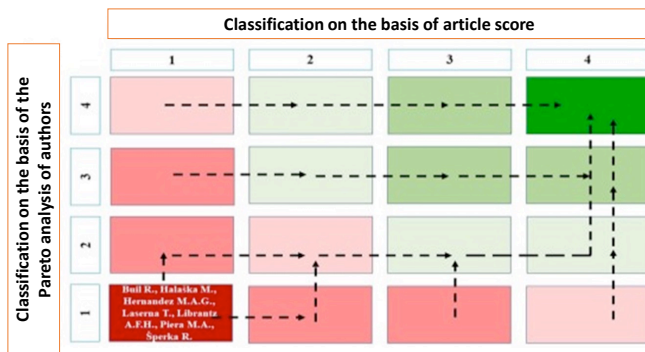 Classification on the basis of article score
Classification on the basis of the
Pareto analysis of authors
1
2
3
4
4
3
2
1
Buil R., Halaška M.,
Hernandez M.A.G.,
Laserna T., Librantz
A.F.H., Piera M.A.,
Šperka R.